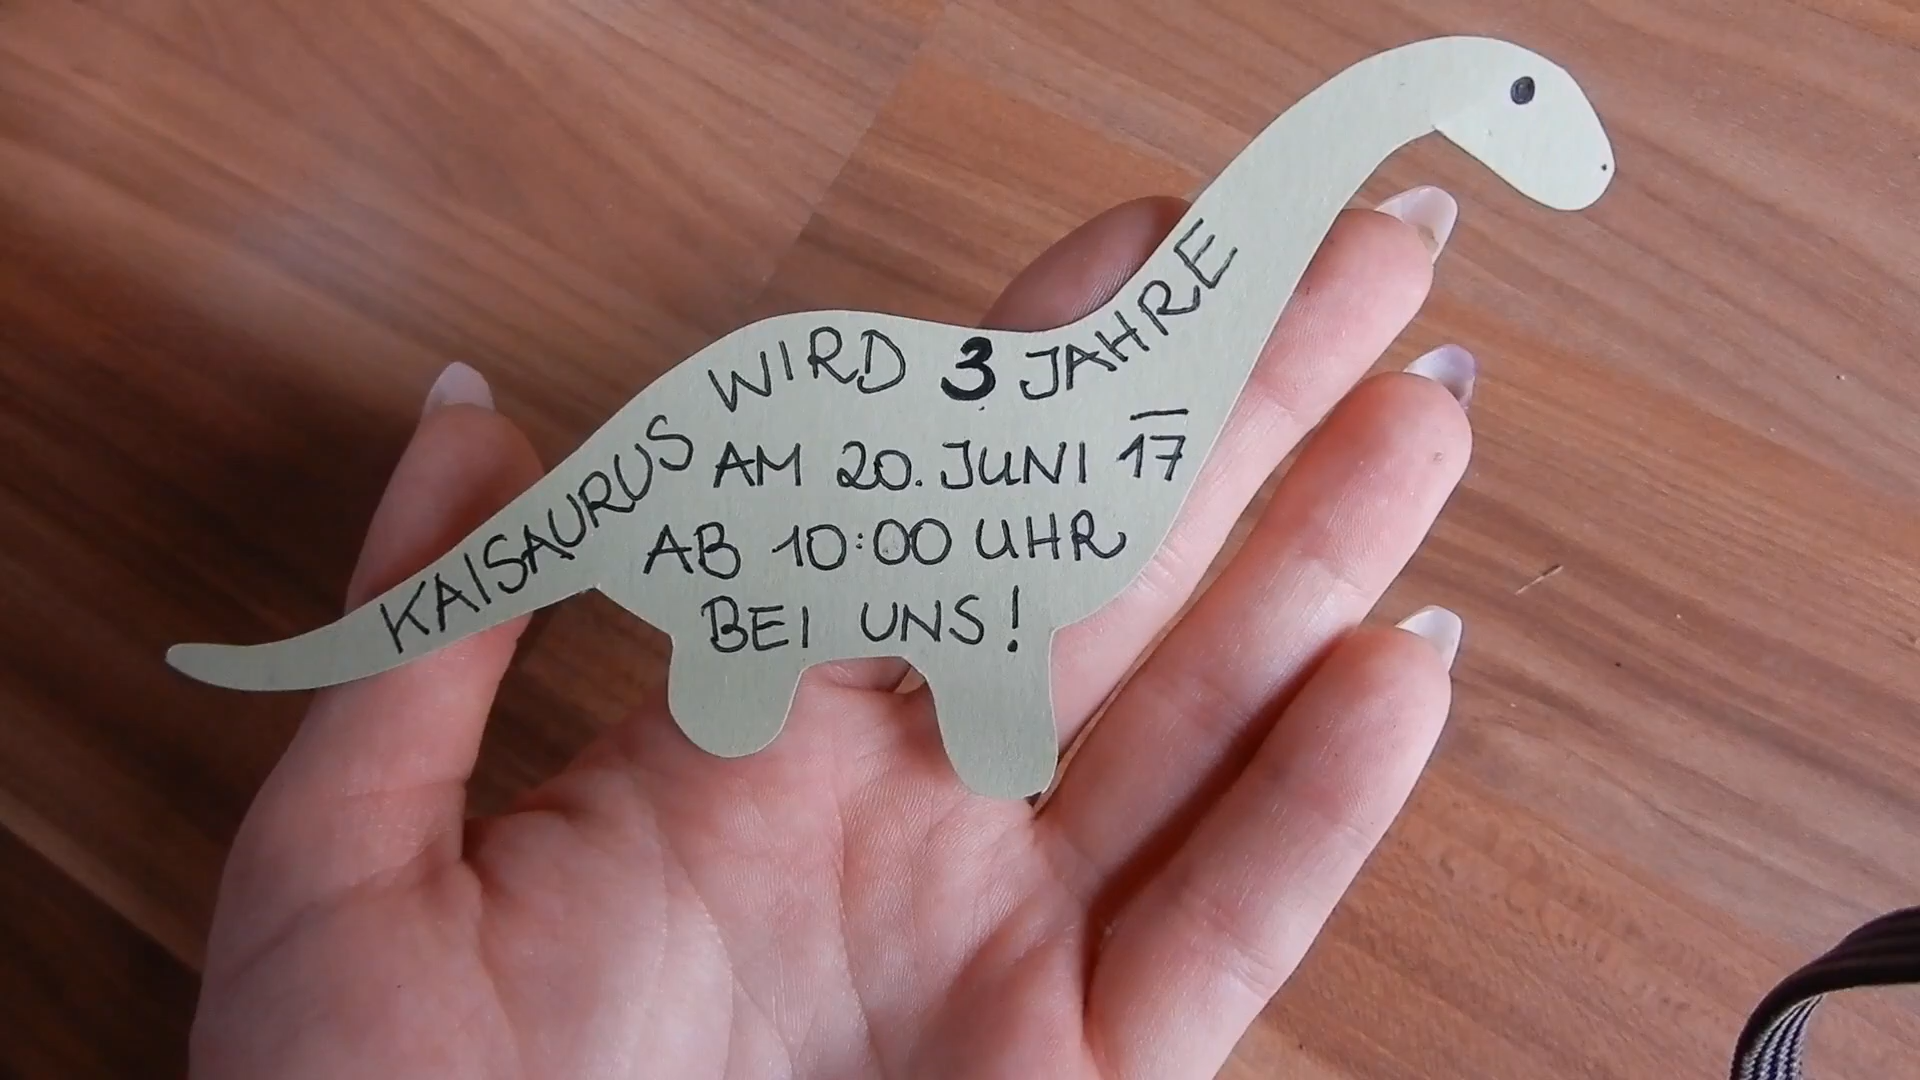 KAISAURUS WIRD 3 JAHRE
AM 20. JUNI 17
AB 10:00 UHR
BEI UNS!